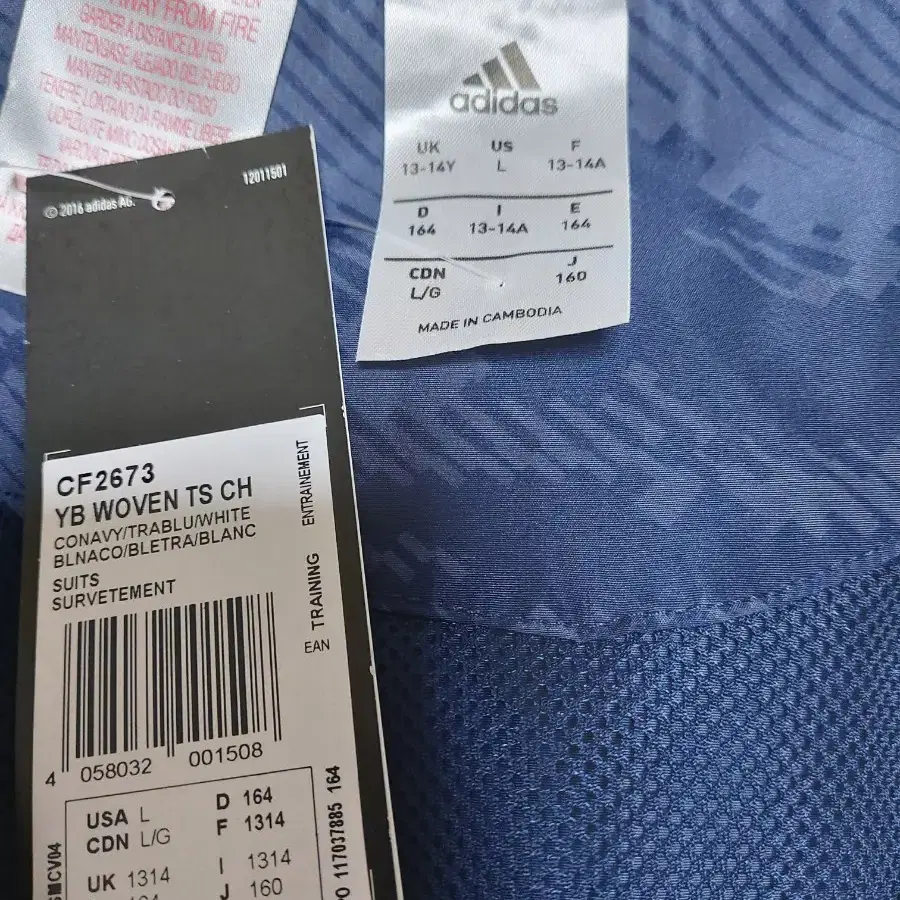 AWAY FROM FIRE
GARDER A DISTANCE DU FEU
MANTENGASE ALEJADO DEL FUEGO
MANTER AFASTADO DO FOGO
TENERE LONTANO DA FIAMME LIBERE
UDRŽUJTE MIMO
adidas
UK US F
13-14Y L 13-14A
D I E
164 13-14A 164
CDN J
L/G 160
MADE IN CAMBODIA
© 2016 adidas AG.
12011501
CF2673
YB WOVEN TS CH
CONAVY/TRABLU/WHITE
BLNACO/BLETRA/BLANC
SUITS
SURVETEMENT
TRAINING ENTRAINEMENT
EAN
4 058032 001508
USA L D 164
CDN L/G F 1314
UK 1314 I 1314
J 160
PO 117037885 164